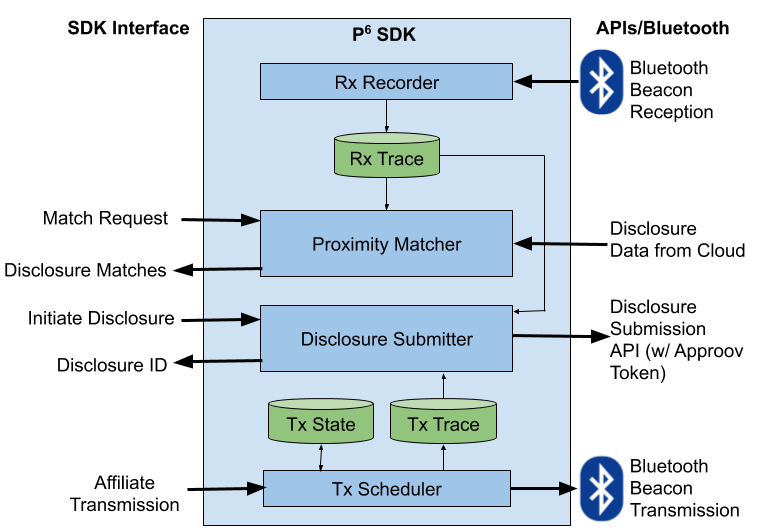 SDK Interface
P⁶ SDK
APIs/Bluetooth
Rx Recorder
Bluetooth
Beacon
Reception
Rx Trace
Match Request
Proximity Matcher
Disclosure Matches
Disclosure
Data from Cloud
Initiate Disclosure
Disclosure Submitter
Disclosure ID
Disclosure
Submission
API (w/ Approov
Token)
Tx State
Tx Trace
Affiliate
Transmission
Tx Scheduler
Bluetooth
Beacon
Transmission